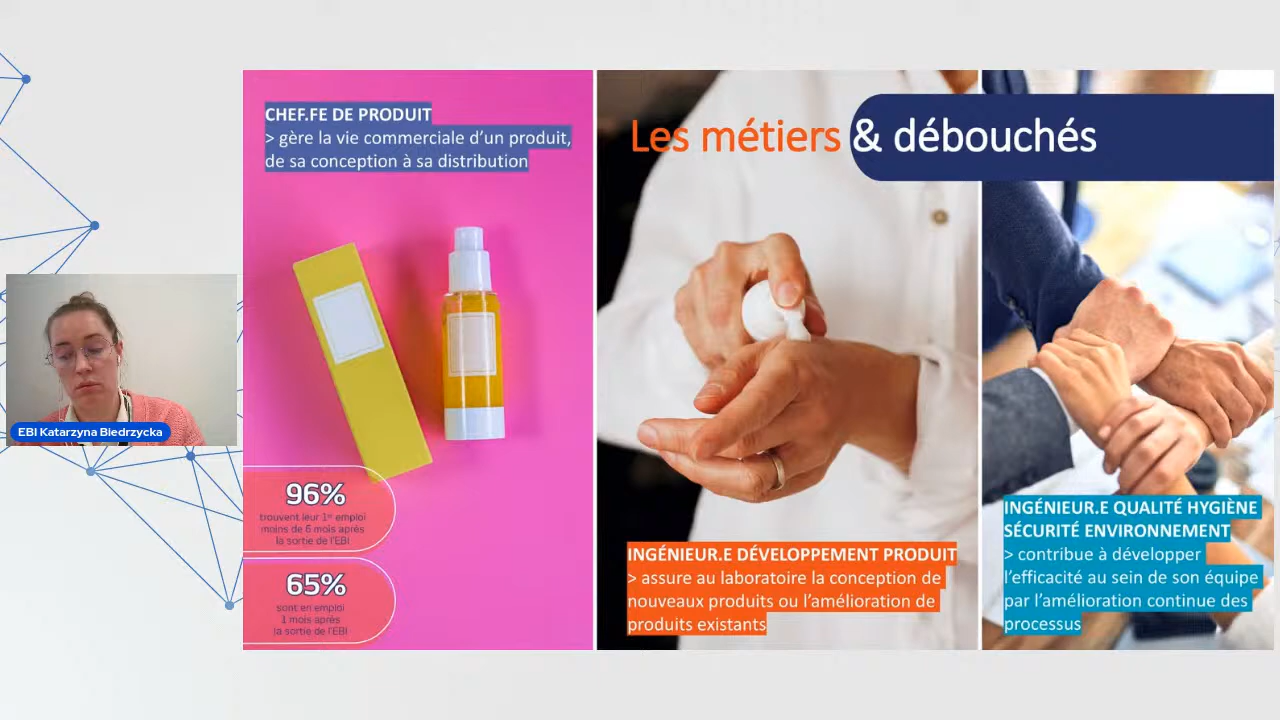 CHEF.FE DE PRODUIT
> gère la vie commerciale d'un produit,
de sa conception à sa distribution
Les métiers & débouchés
EBI Katarzyna Biedrzycka
96%
trouvent leur 1er emploi
moins de 6 mois après
la sortie de l'EBI
65%
sont en emploi
1 mois après
la sortie de l'EBI
INGÉNIEUR.E DÉVELOPPEMENT PRODUIT
> assure au laboratoire la conception de
nouveaux produits ou l'amélioration de
produits existants
INGÉNIEUR.E QUALITÉ HYGIÈNE
SÉCURITÉ ENVIRONNEMENT
> contribue à développer
l'efficacité au sein de son équipe
par l'amélioration continue des
processus